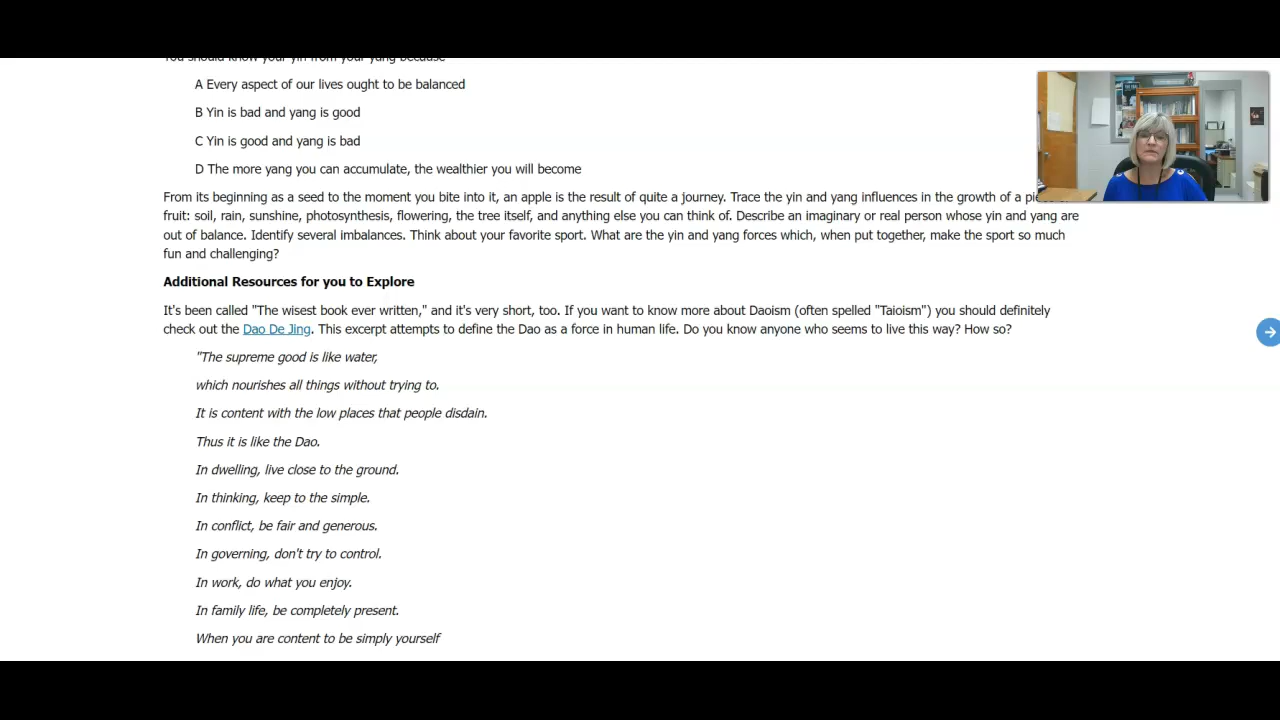 You should know your yin from your yang because
A Every aspect of our lives ought to be balanced
B Yin is bad and yang is good
C Yin is good and yang is bad
D The more yang you can accumulate, the wealthier you will become
From its beginning as a seed to the moment you bite into it, an apple is the result of quite a journey. Trace the yin and yang influences in the growth of a
fruit: soil, rain, sunshine, photosynthesis, flowering, the tree itself, and anything else you can think of. Describe an imaginary or real person whose yin and yang are
out of balance. Identify several imbalances. Think about your favorite sport. What are the yin and yang forces which, when put together, make the sport so much
fun and challenging?
Additional Resources for you to Explore
It's been called "The wisest book ever written," and it's very short, too. If you want to know more about Daoism (often spelled "Taioism") you should definitely
check out the Dao De Jing. This excerpt attempts to define the Dao as a force in human life. Do you know anyone who seems to live this way? How so?
"The supreme good is like water,
which nourishes all things without trying to.
It is content with the low places that people disdain.
Thus it is like the Dao.
In dwelling, live close to the ground.
In thinking, keep to the simple.
In conflict, be fair and generous.
In governing, don't try to control.
In work, do what you enjoy.
In family life, be completely present.
When you are content to be simply yourself